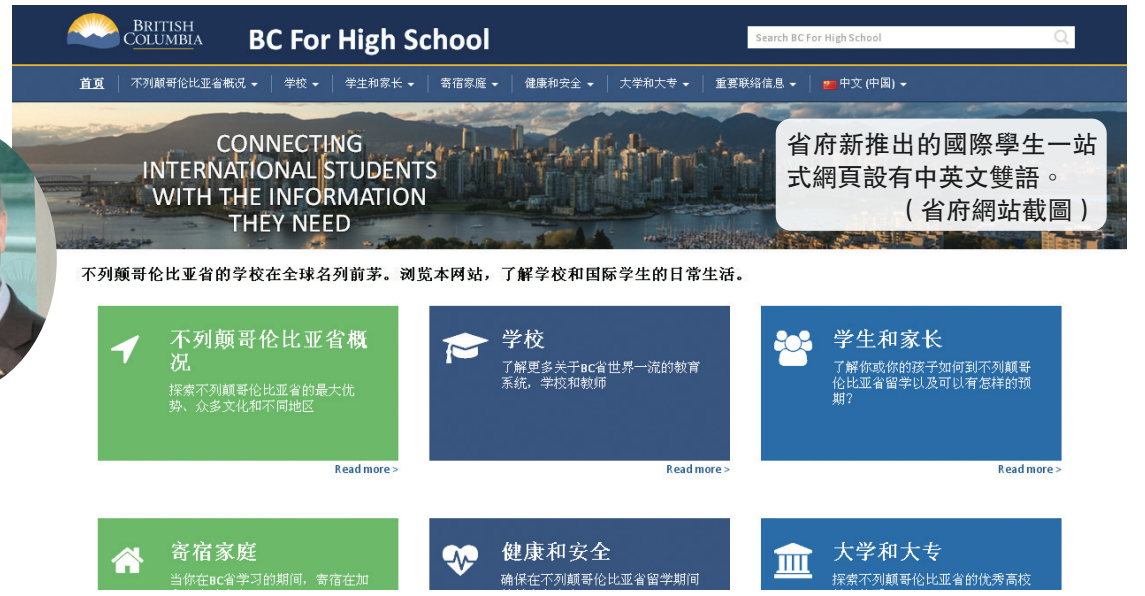 BRITISH
COLUMBIA
BC For High School
Search BC For High School
首页 不列颠哥伦比亚省概况 学校 学生和家长 寄宿家庭 健康和安全 大学和大专 重要联络信息 中文 (中国)
CONNECTING
INTERNATIONAL STUDENTS
WITH THE INFORMATION
THEY NEED
省府新推出的國際學生一站
式網頁設有中英文雙語。
（省府網站截圖）
不列颠哥伦比亚省的学校在全球名列前茅。浏览本网站，了解学校和国际学生的日常生活。
不列颠哥伦比亚省概
况
探索不列颠哥伦比亚省的最大优
势、众多文化和不同地区
Read more >
学校
了解更多关于BC省世界一流的教育
系统，学校和教师
Read more >
学生和家长
了解你或你的孩子如何到不列颠哥
伦比亚省留学以及可以有怎样的预
期?
Read more >
寄宿家庭
当你在BC省学习的期间，寄宿在加
健康和安全
确保在不列颠哥伦比亚省留学期间
大学和大专
探索不列颠哥伦比亚省的优秀高校